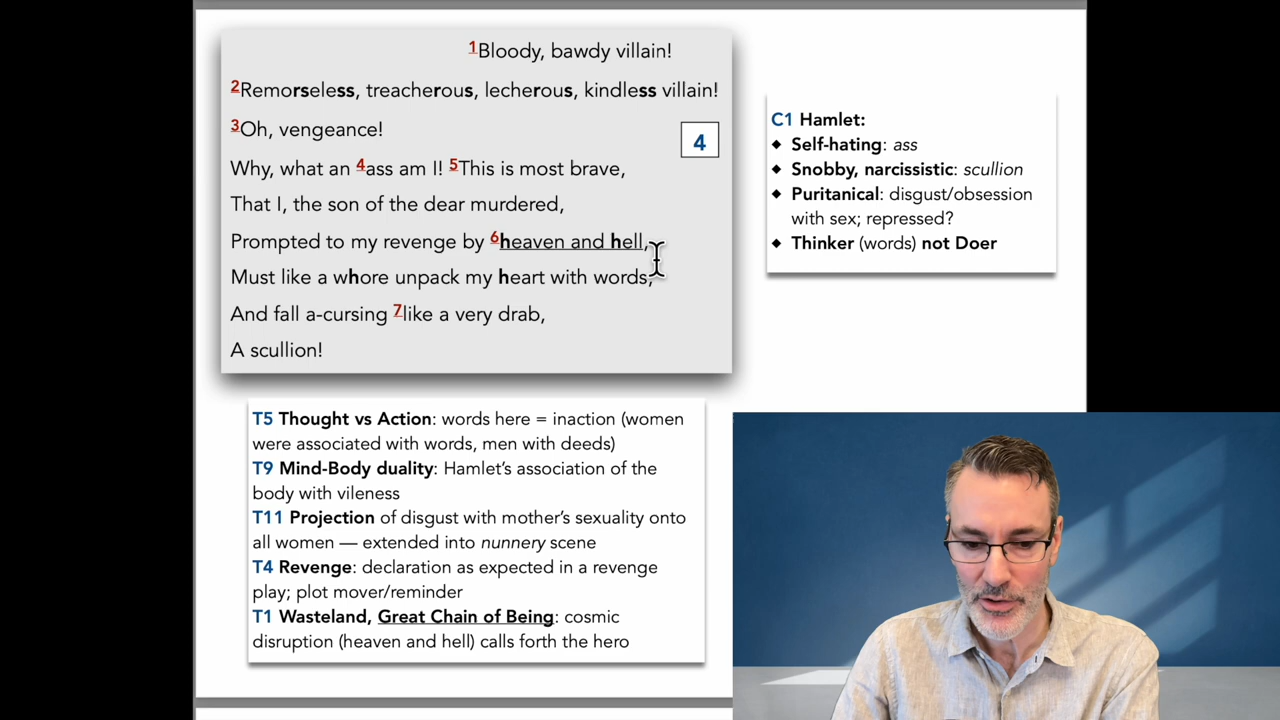 1Bloody, bawdy villain!
2Remorseless, treacherous, lecherous, kindless villain!
3Oh, vengeance!
4
Why, what an 4ass am I! 5This is most brave,
That I, the son of the dear murdered,
Prompted to my revenge by 6heaven and hell,
Must like a whore unpack my heart with words,
And fall a-cursing 7like a very drab,
A scullion!
C1 Hamlet:
◆ Self-hating: ass
◆ Snobby, narcissistic: scullion
◆ Puritanical: disgust/obsession
with sex; repressed?
◆ Thinker (words) not Doer
T5 Thought vs Action: words here = inaction (women
were associated with words, men with deeds)
T9 Mind-Body duality: Hamlet's association of the
body with vileness
T11 Projection of disgust with mother's sexuality onto
all women — extended into nunnery scene
T4 Revenge: declaration as expected in a revenge
play; plot mover/reminder
T1 Wasteland, Great Chain of Being: cosmic
disruption (heaven and hell) calls forth the hero